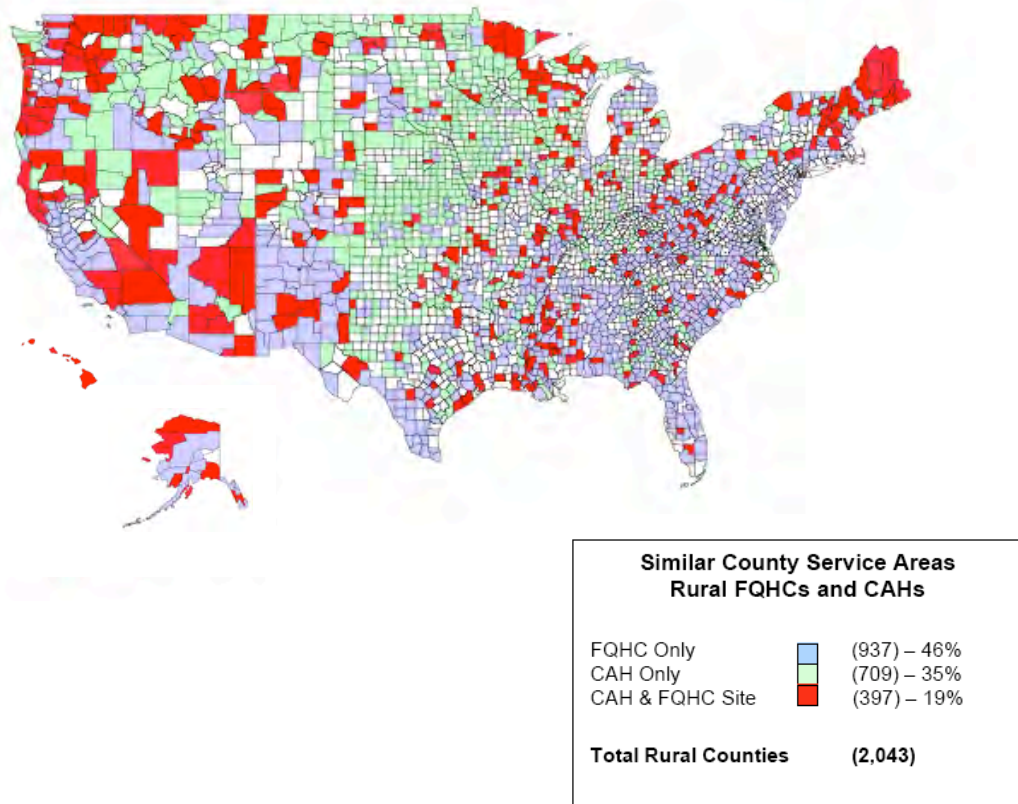 Similar County Service Areas
Rural FQHCs and CAHs
FQHC Only (937) – 46%
CAH Only (709) – 35%
CAH & FQHC Site (397) – 19%
Total Rural Counties (2,043)